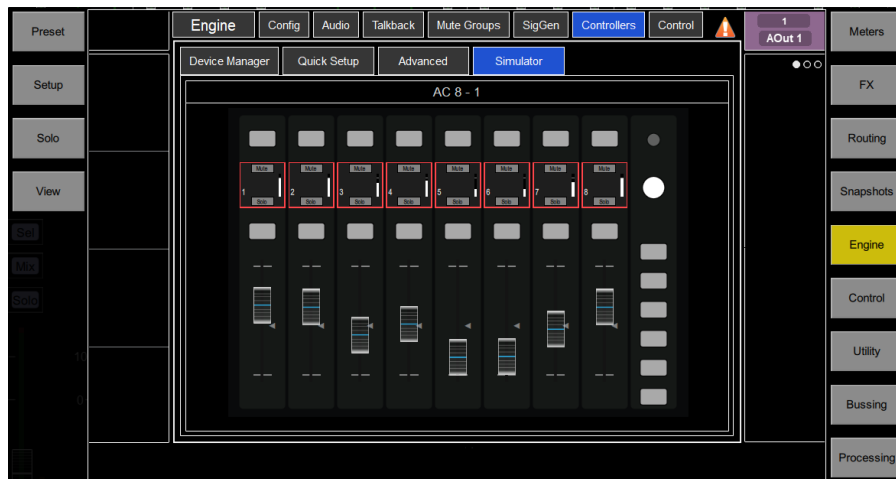 Preset
Setup
Solo
View
Sel
Mix
Solo
10
0
Engine
Config
Audio
Talkback
Mute Groups
SigGen
Controllers
Control
1
AOut 1
Device Manager
Quick Setup
Advanced
Simulator
AC 8 - 1
Mute Mute Mute Mute Mute Mute Mute Mute
1 2 3 4 5 6 7 8
Solo Solo Solo Solo Solo Solo Solo Solo
Meters
FX
Routing
Snapshots
Engine
Control
Utility
Bussing
Processing